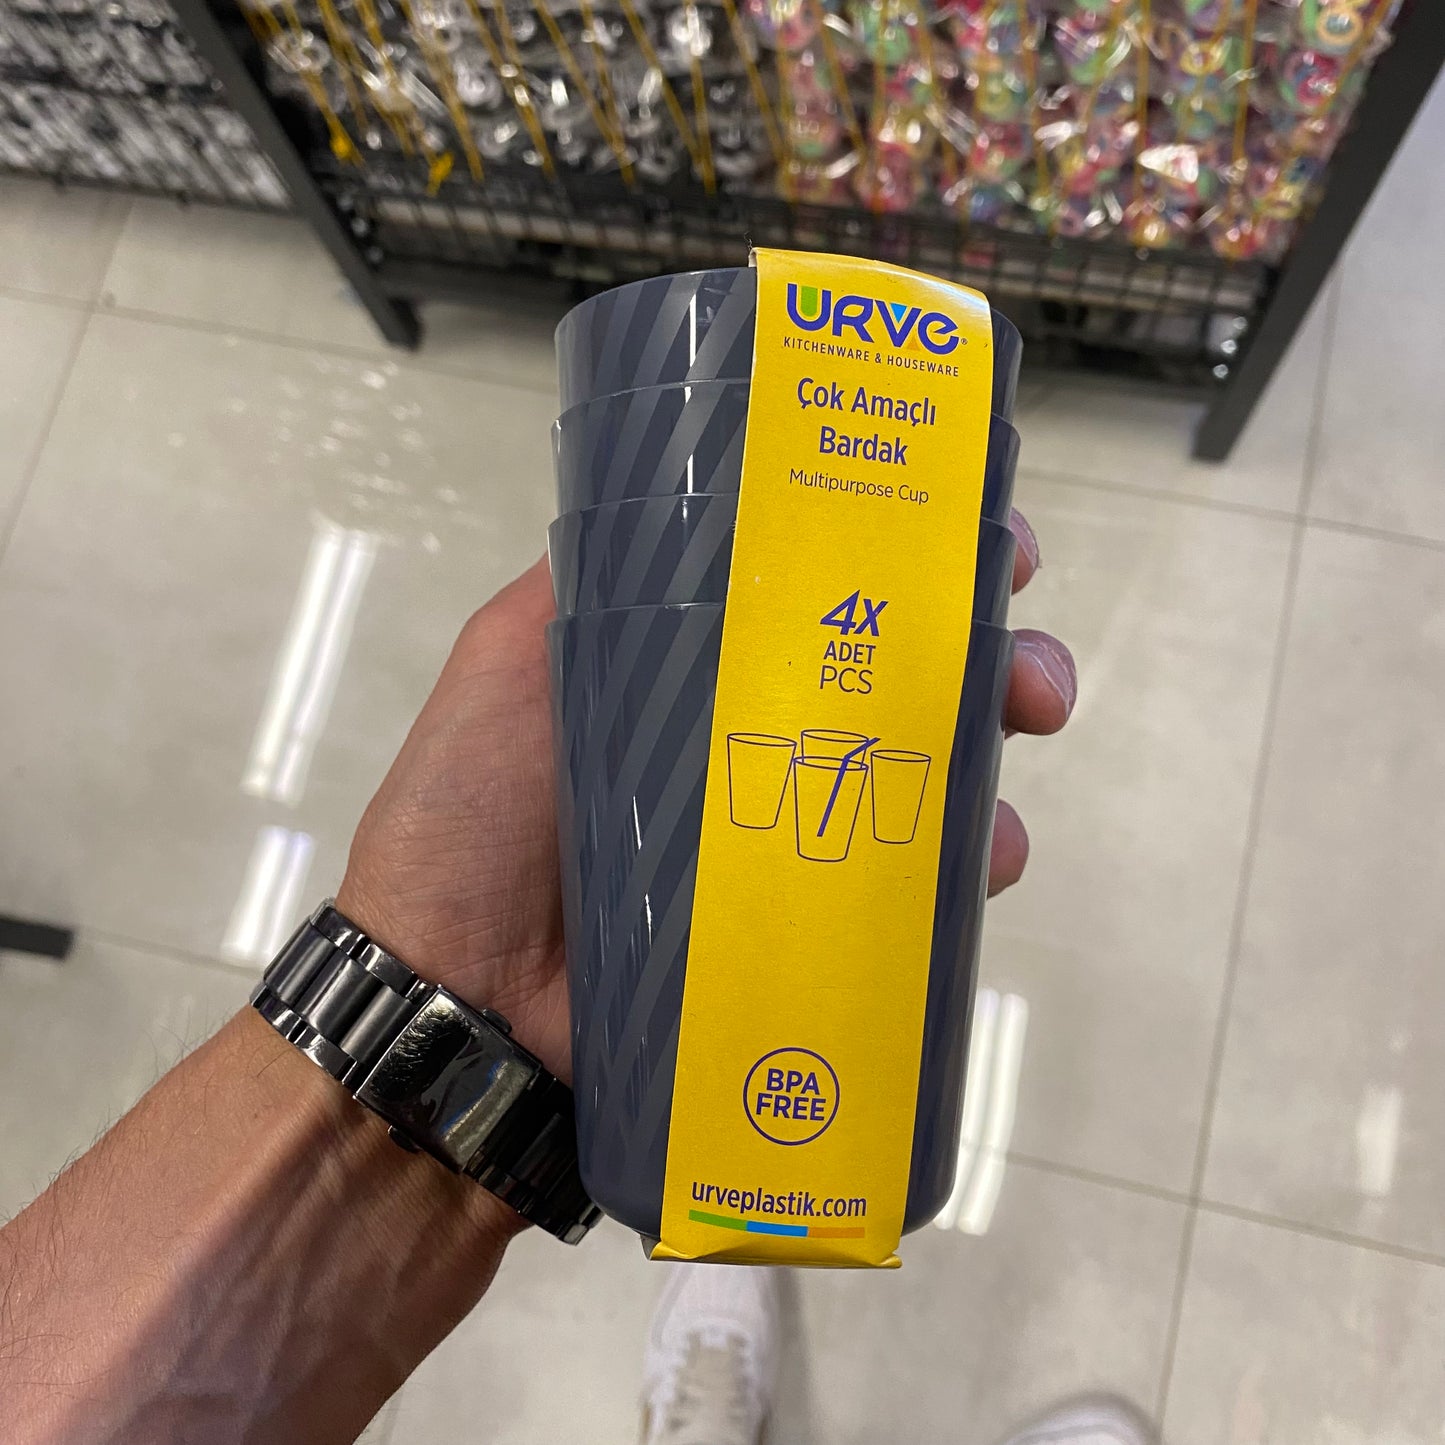 URVE®
KITCHENWARE & HOUSEWARE
Çok Amaçlı
Bardak
Multipurpose Cup
4X
ADET
PCS
BPA
FREE
urveplastik.com